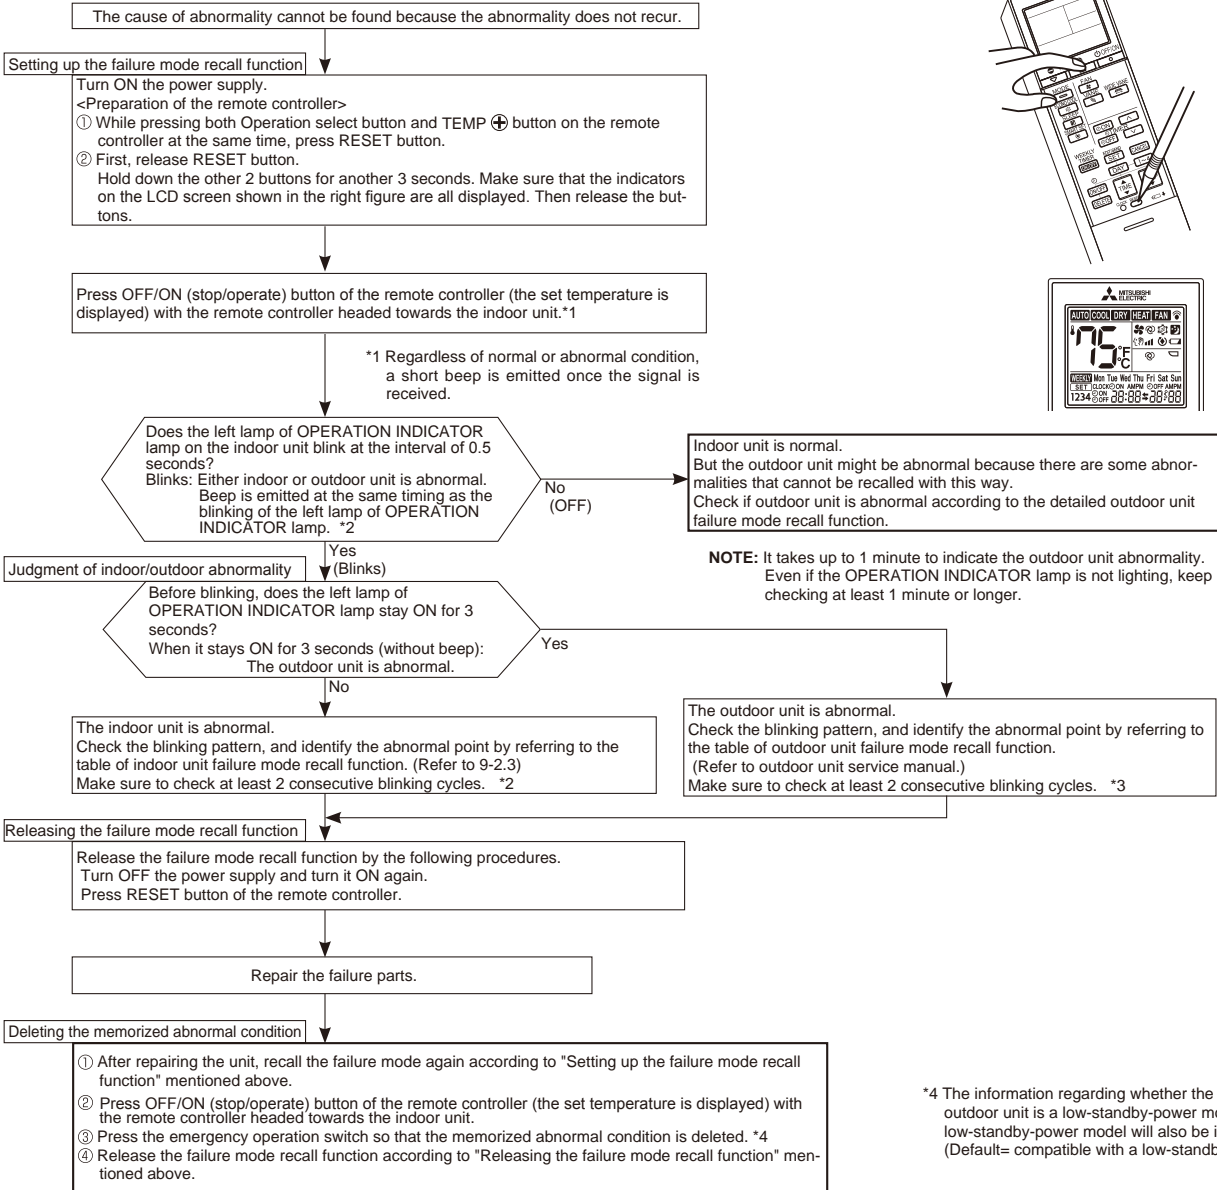 The cause of abnormality cannot be found because the abnormality does not recur.
Setting up the failure mode recall function
Turn ON the power supply.
<Preparation of the remote controller>
① While pressing both Operation select button and TEMP ⊕ button on the remote
controller at the same time, press RESET button.
② First, release RESET button.
Hold down the other 2 buttons for another 3 seconds. Make sure that the indicators
on the LCD screen shown in the right figure are all displayed. Then release the but-
tons.
OFF/ON
MODE
FAN
VANE
WIDE VANE
WEEKLY
SET
DAY
TIME
DELETE
CLOCK
Press OFF/ON (stop/operate) button of the remote controller (the set temperature is
displayed) with the remote controller headed towards the indoor unit.*1
*1 Regardless of normal or abnormal condition,
a short beep is emitted once the signal is
received.
MITSUBISHI
ELECTRIC
AUTO COOL DRY HEAT FAN
75 °F
°C
WEEKLY Mon Tue Wed Thu Fri Sat Sun
SET CLOCK ON AMPM OFF AMPM
1234 ON
OFF 88:88 88:88
Does the left lamp of OPERATION INDICATOR
lamp on the indoor unit blink at the interval of 0.5
seconds?
Blinks: Either indoor or outdoor unit is abnormal.
Beep is emitted at the same timing as the
blinking of the left lamp of OPERATION
INDICATOR lamp. *2
No
(OFF)
Indoor unit is normal.
But the outdoor unit might be abnormal because there are some abnor-
malities that cannot be recalled with this way.
Check if outdoor unit is abnormal according to the detailed outdoor unit
failure mode recall function.
NOTE: It takes up to 1 minute to indicate the outdoor unit abnormality.
Even if the OPERATION INDICATOR lamp is not lighting, keep
checking at least 1 minute or longer.
Yes
(Blinks)
Judgment of indoor/outdoor abnormality
Before blinking, does the left lamp of
OPERATION INDICATOR lamp stay ON for 3
seconds?
When it stays ON for 3 seconds (without beep):
The outdoor unit is abnormal.
Yes
No
The indoor unit is abnormal.
Check the blinking pattern, and identify the abnormal point by referring to the
table of indoor unit failure mode recall function. (Refer to 9-2.3)
Make sure to check at least 2 consecutive blinking cycles. *2
The outdoor unit is abnormal.
Check the blinking pattern, and identify the abnormal point by referring to
the table of outdoor unit failure mode recall function.
(Refer to outdoor unit service manual.)
Make sure to check at least 2 consecutive blinking cycles. *3
Releasing the failure mode recall function
Release the failure mode recall function by the following procedures.
Turn OFF the power supply and turn it ON again.
Press RESET button of the remote controller.
Repair the failure parts.
Deleting the memorized abnormal condition
① After repairing the unit, recall the failure mode again according to "Setting up the failure mode recall
function" mentioned above.
② Press OFF/ON (stop/operate) button of the remote controller (the set temperature is displayed) with
the remote controller headed towards the indoor unit.
③ Press the emergency operation switch so that the memorized abnormal condition is deleted. *4
④ Release the failure mode recall function according to "Releasing the failure mode recall function" men-
tioned above.
*4 The information regarding whether the
outdoor unit is a low-standby-power mo
low-standby-power model will also be i
(Default= compatible with a low-standb